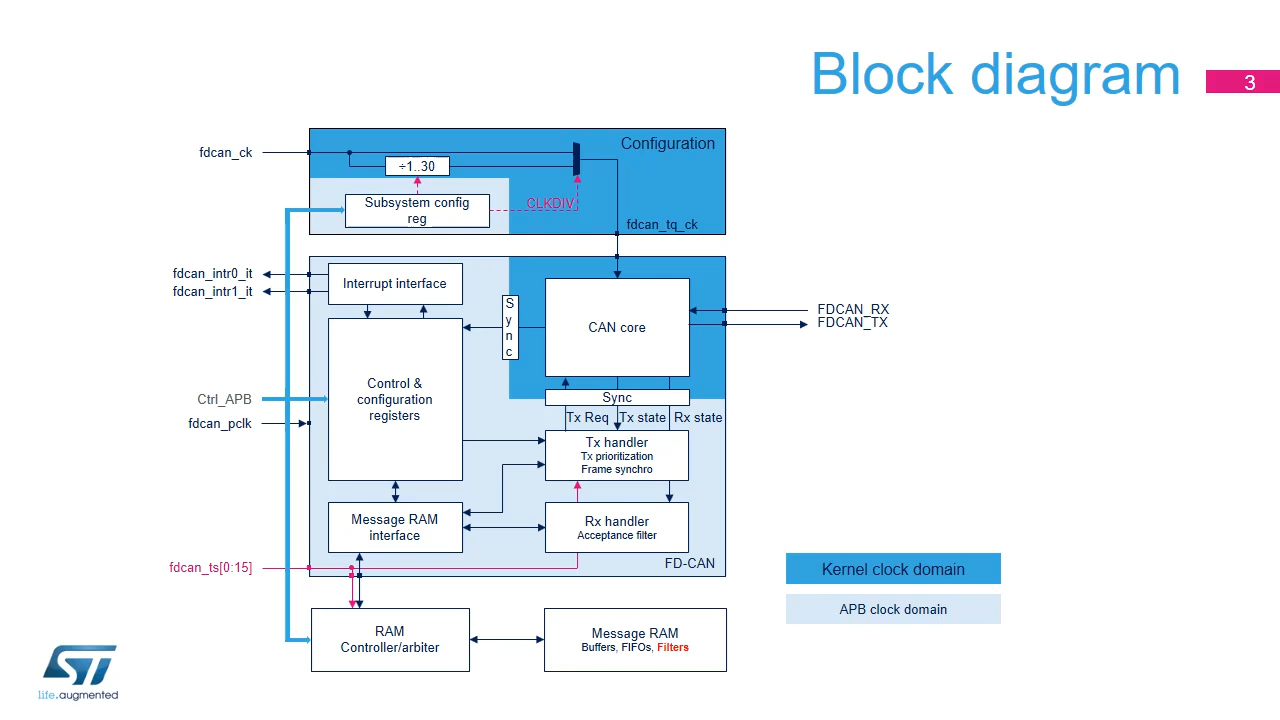 Block diagram
3
fdcan_ck
Configuration
÷1..30
Subsystem config
reg
CLKDIV
fdcan_tq_ck
fdcan_intr0_it
fdcan_intr1_it
Interrupt interface
Sync
CAN core
FDCAN_RX
FDCAN_TX
Control &
configuration
registers
Ctrl_APB
fdcan_pclk
Sync
Tx Req
Tx state
Rx state
Tx handler
Tx prioritization
Frame synchro
Message RAM
interface
Rx handler
Acceptance filter
fdcan_ts[0:15]
FD-CAN
Kernel clock domain
APB clock domain
RAM
Controller/arbiter
Message RAM
Buffers, FIFOs, Filters
ST
life.augmented